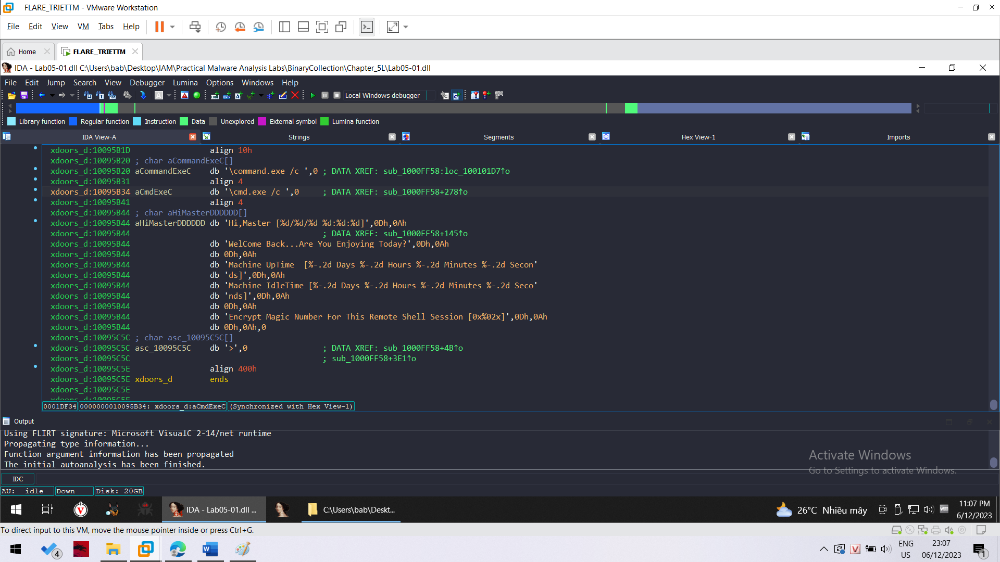 FLARE_TRIETTM - VMware Workstation
File Edit View VM Tabs Help
Home FLARE_TRIETTM
IDA - Lab05-01.dll C:\Users\bab\Desktop\IAM\Practical Malware Analysis Labs\BinaryCollection\Chapter_5L\Lab05-01.dll
File Edit Jump Search View Debugger Lumina Options Windows Help
Local Windows debugger
Library function Regular function Instruction Data Unexplored External symbol Lumina function
IDA View-A Strings Segments Hex View-1 Imports
xdoors_d:10095B1D align 10h
xdoors_d:10095B20 ; char aCommandExeC[]
xdoors_d:10095B20 aCommandExeC db '\command.exe /c ',0 ; DATA XREF: sub_1000FF58:loc_100101D7↑o
xdoors_d:10095B31 align 4
xdoors_d:10095B34 aCmdExeC db '\cmd.exe /c ',0 ; DATA XREF: sub_1000FF58+278↑o
xdoors_d:10095B41 align 4
xdoors_d:10095B44 ; char aHiMasterDDDDDD[]
xdoors_d:10095B44 aHiMasterDDDDDD db 'Hi,Master [%d/%d/%d %d:%d:%d]',0Dh,0Ah
xdoors_d:10095B44 ; DATA XREF: sub_1000FF58+145↑o
xdoors_d:10095B44 db 'WelCome Back...Are You Enjoying Today?',0Dh,0Ah
xdoors_d:10095B44 db 0Dh,0Ah
xdoors_d:10095B44 db 'Machine UpTime  [%-.2d Days %-.2d Hours %-.2d Minutes %-.2d Secon'
xdoors_d:10095B44 db 'ds]',0Dh,0Ah
xdoors_d:10095B44 db 'Machine IdleTime [%-.2d Days %-.2d Hours %-.2d Minutes %-.2d Seco'
xdoors_d:10095B44 db 'nds]',0Dh,0Ah
xdoors_d:10095B44 db 0Dh,0Ah
xdoors_d:10095B44 db 'Encrypt Magic Number For This Remote Shell Session [0x%02x]',0Dh,0Ah
xdoors_d:10095B44 db 0Dh,0Ah,0
xdoors_d:10095C5C ; char asc_10095C5C[]
xdoors_d:10095C5C asc_10095C5C db '>',0 ; DATA XREF: sub_1000FF58+4B↑o
xdoors_d:10095C5C ; sub_1000FF58+3E1↑o
xdoors_d:10095C5E align 400h
xdoors_d:10095C5E xdoors_d ends
xdoors_d:10095C5E
xdoors_d:10095C5E
0001DF34 0000000010095B34: xdoors_d:aCmdExeC (Synchronized with Hex View-1)
Output
Using FLIRT signature: Microsoft VisualC 2-14/net runtime
Propagating type information...
Function argument information has been propagated
The initial autoanalysis has been finished.
Activate Windows
Go to Settings to activate Windows.
IDC
AU: idle Down Disk: 20GB
IDA - Lab05-01.dll ... C:\Users\bab\Deskt... 26°C Nhiều mây 11:07 PM
6/12/2023
To direct input to this VM, move the mouse pointer inside or press Ctrl+G.
4 ENG 23:07
US 06/12/2023 1